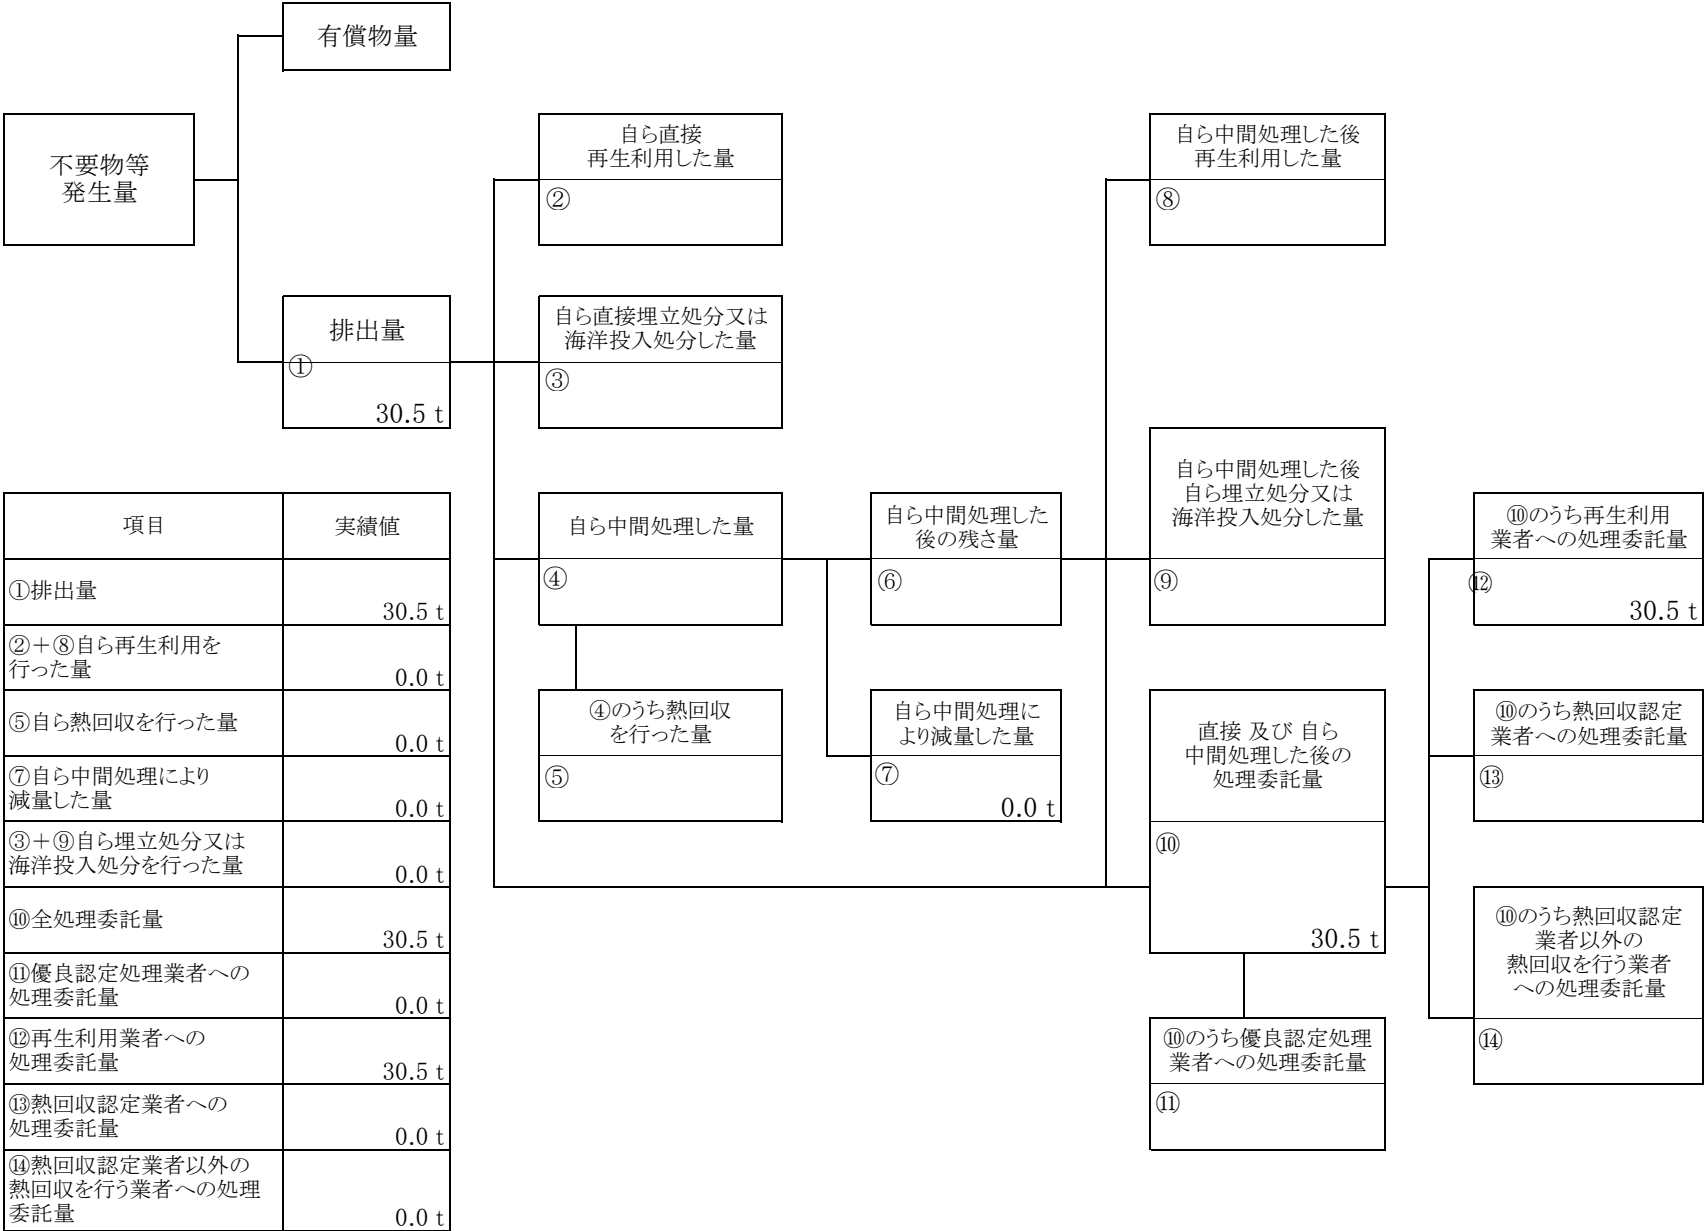 有償物量
不要物等
発生量
自ら直接
再生利用した量
②
自ら中間処理した後
再生利用した量
⑧
排出量
①
30.5 t
自ら直接埋立処分又は
海洋投入処分した量
③
自ら中間処理した量
④
自ら中間処理した
後の残さ量
⑥
自ら中間処理した後
自ら埋立処分又は
海洋投入処分した量
⑨
⑩のうち再生利用
業者への処理委託量
⑫
30.5 t
④のうち熱回収
を行った量
⑤
自ら中間処理に
より減量した量
⑦
0.0 t
直接 及び 自ら
中間処理した後の
処理委託量
⑩
30.5 t
⑩のうち熱回収認定
業者への処理委託量
⑬
⑩のうち熱回収認定
業者以外の
熱回収を行う業者
への処理委託量
⑭
⑩のうち優良認定処理
業者への処理委託量
⑪
項目 実績値
①排出量
30.5 t
②+⑧自ら再生利用を
行った量
0.0 t
⑤自ら熱回収を行った量
0.0 t
⑦自ら中間処理により
減量した量
0.0 t
③+⑨自ら埋立処分又は
海洋投入処分を行った量
0.0 t
⑩全処理委託量
30.5 t
⑪優良認定処理業者への
処理委託量
0.0 t
⑫再生利用業者への
処理委託量
30.5 t
⑬熱回収認定業者への
処理委託量
0.0 t
⑭熱回収認定業者以外の
熱回収を行う業者への処理
委託量
0.0 t